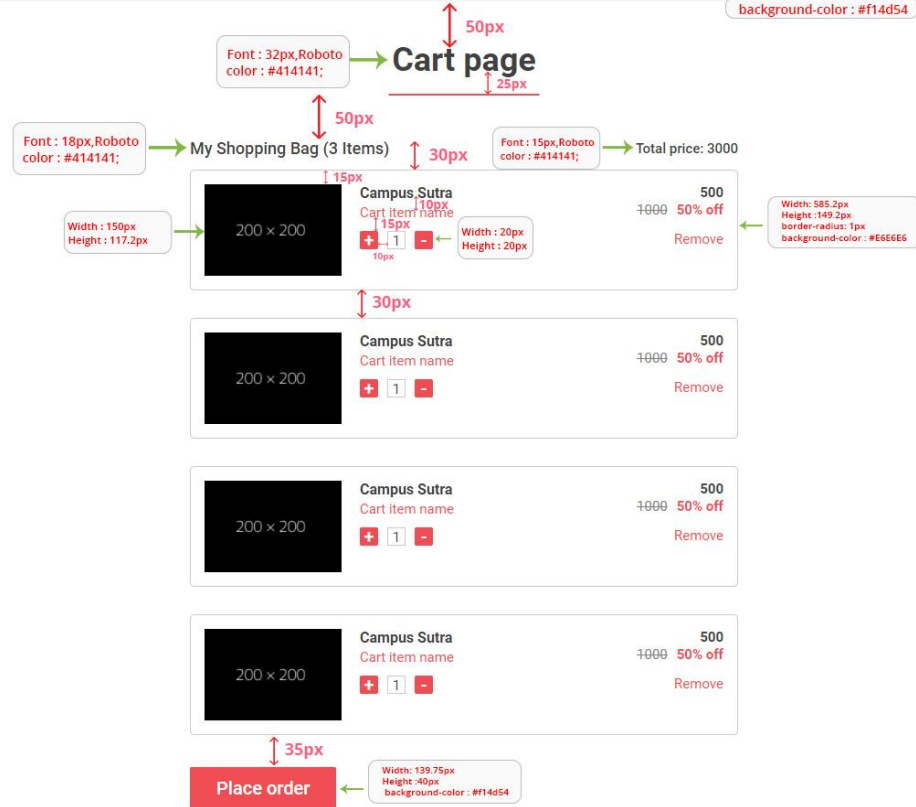 background-color : #f14d54
50px
Font : 32px,Roboto
color : #414141;
Cart page
25px
50px
Font : 18px,Roboto
color : #414141;
My Shopping Bag (3 Items)
30px
Font : 15px,Roboto
color : #414141;
Total price: 3000
15px
Width : 150px
Height : 117.2px
200 × 200
Campus Sutra
10px
Cart item name
15px
+ 1 -
10px
Width : 20px
Height : 20px
500
1000 50% off
Remove
Width: 585.2px
Height :149.2px
border-radius: 1px
background-color : #E6E6E6
30px
200 × 200
Campus Sutra
Cart item name
+ 1 -
500
1000 50% off
Remove
200 × 200
Campus Sutra
Cart item name
+ 1 -
500
1000 50% off
Remove
200 × 200
Campus Sutra
Cart item name
+ 1 -
500
1000 50% off
Remove
35px
Place order
Width: 139.75px
Height :40px
background-color : #f14d54